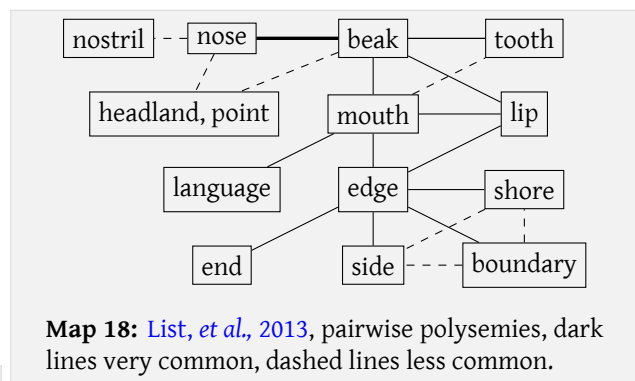 nostril nose beak tooth
headland, point mouth lip
language edge shore
end side boundary
Map 18: List, et al., 2013, pairwise polysemies, dark
lines very common, dashed lines less common.